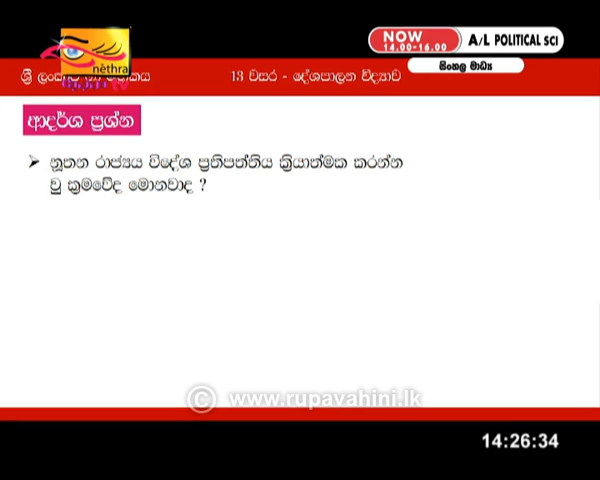 NOW
14.00-16.00
A/L POLITICAL SCI
සිංහල මාධ්‍ය
nethra
TV
ශ්‍රී ලංකාව
13 වසර - දේශපාලන විද්‍යාව
ආදර්ශ ප්‍රශ්න
නූතන රාජ්‍යය විදේශ ප්‍රතිපත්තිය ක්‍රියාත්මක කරන්න
වූ ක්‍රමවේද මොනවාද ?
© www.rupavahini.lk
14:26:34